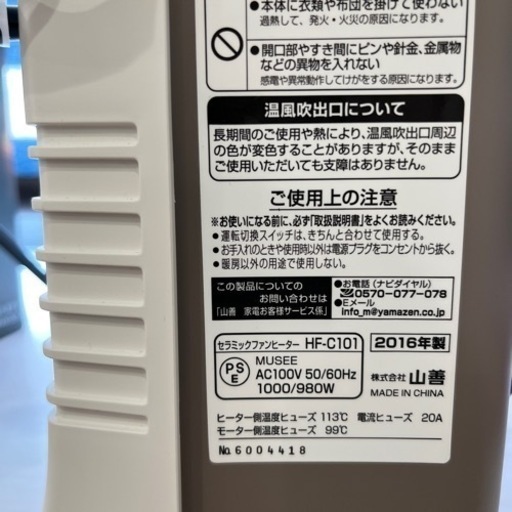 ●本体に衣類や布団を掛けて使わない
過熱して、発火・火災の原因になります。
●開口部やすき間にピンや針金、金属物
などの異物を入れない
感電や異常動作してけがをする原因になります。
温風吹出口について
長期間のご使用や熱により、温風吹出口周辺
の色が変色することがありますが、そのまま
ご使用いただいても支障はありません。
ご使用上の注意
※お使いになる前に、必ず「取扱説明書」をよくお読みください。
●運転切換スイッチは、きちんと合わせて使用する。
●お手入れのときや使用時以外は電源プラグをコンセントから抜く。
●暖房以外の用途で使用しない。
この製品についての
お問い合わせは
「山善 家電お客様サービス係」
●お電話(ナビダイヤル)
0570-077-078
●Eメール
info_m@yamazen.co.jp
セラミックファンヒーター HF-C101
2016年製
PSE
MUSEE
AC100V 50/60Hz
1000/980W
株式会社 山善
MADE IN CHINA
ヒーター側温度ヒューズ 113℃ 電流ヒューズ 20A
モーター側温度ヒューズ 99℃
No.6004418